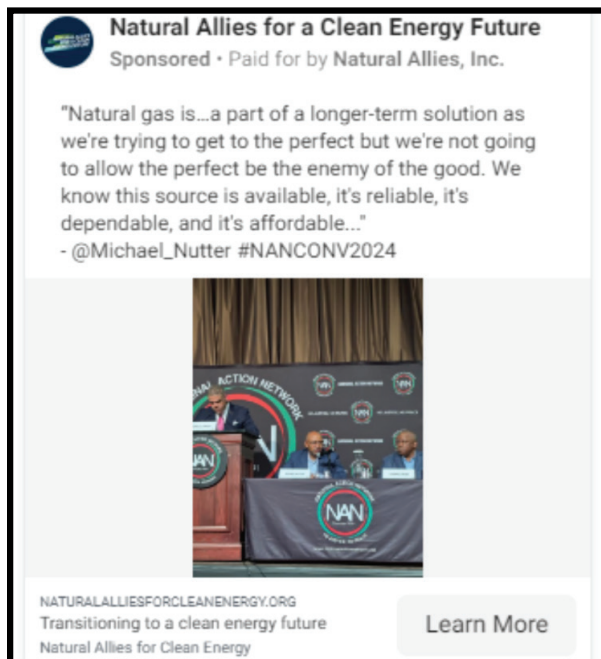 Natural Allies for a Clean Energy Future
Sponsored • Paid for by Natural Allies, Inc.
"Natural gas is...a part of a longer-term solution as
we're trying to get to the perfect but we're not going
to allow the perfect be the enemy of the good. We
know this source is available, it's reliable, it's
dependable, and it's affordable..."
- @Michael_Nutter #NANCONV2024
ACTION NETWORK
NAN
NAN
NAN
NAN
NAN
NAN
NATURALALLIESFORCLEANENERGY.ORG
Transitioning to a clean energy future
Natural Allies for Clean Energy
Learn More